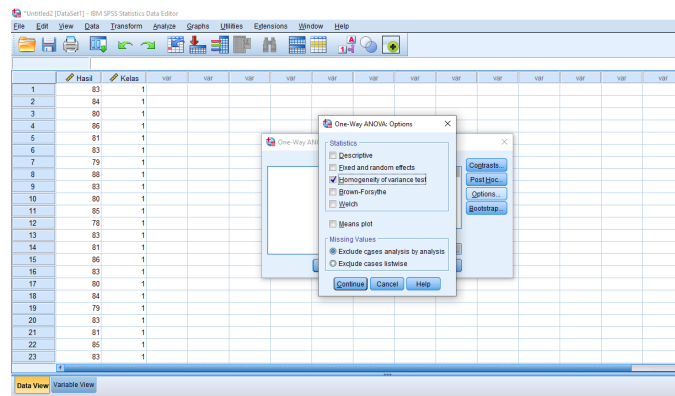 *Untitled2 [DataSet1] - IBM SPSS Statistics Data Editor
File Edit View Data Transform Analyze Graphs Utilities Extensions Window Help
Hasil Kelas var var var var var var var var var var var var
1 83 1
2 84 1
3 80 1
4 86 1
5 81 1
6 83 1
7 79 1
8 88 1
9 83 1
10 80 1
11 85 1
12 78 1
13 83 1
14 81 1
15 86 1
16 83 1
17 80 1
18 84 1
19 79 1
20 83 1
21 81 1
22 85 1
23 83 1
One-Way AN
Contrasts...
Post Hoc...
Options...
Bootstrap...
One-Way ANOVA: Options
Statistics
Descriptive
Fixed and random effects
Homogeneity of variance test
Brown-Forsythe
Welch
Means plot
Missing Values
Exclude cases analysis by analysis
Exclude cases listwise
Continue Cancel Help
Data View Variable View